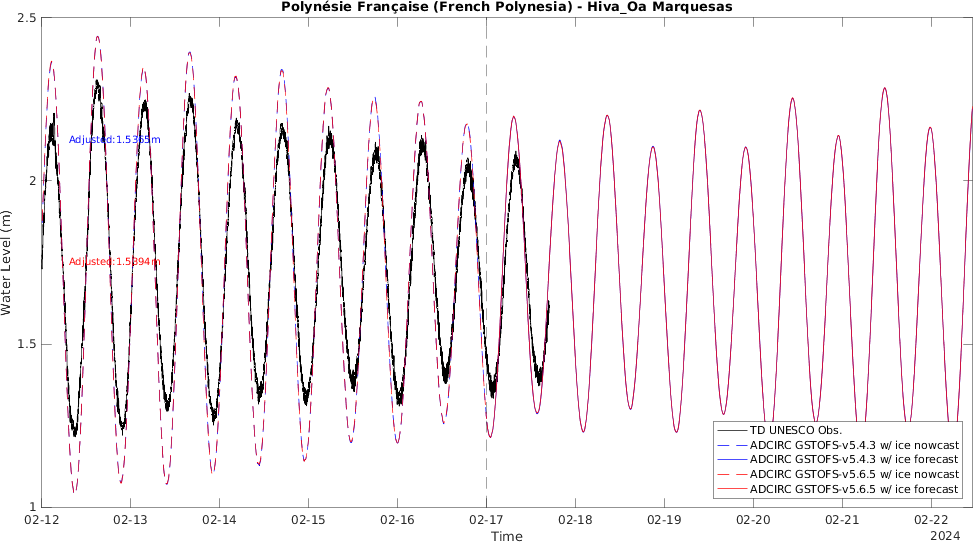 Polynésie Française (French Polynesia) - Hiva_Oa Marquesas
2.5
2
1.5
1
Water Level (m)
Adjusted:1.5365m
Adjusted:1.5894m
TD UNESCO Obs.
ADCIRC GSTOFS-v5.4.3 w/ ice nowcast
ADCIRC GSTOFS-v5.4.3 w/ ice forecast
ADCIRC GSTOFS-v5.6.5 w/ ice nowcast
ADCIRC GSTOFS-v5.6.5 w/ ice forecast
02-12 02-13 02-14 02-15 02-16 02-17 02-18 02-19 02-20 02-21 02-22
Time
2024